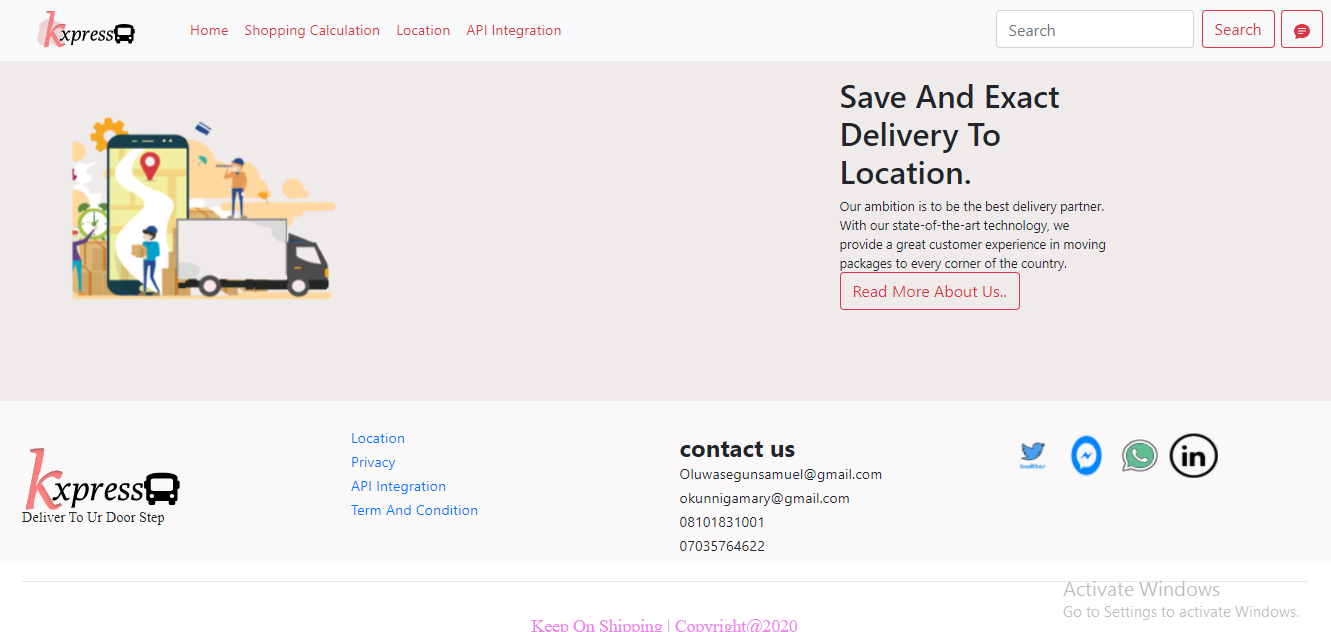 kxpress
Home Shopping Calculation Location API Integration
Search Search
Save And Exact
Delivery To
Location.
Our ambition is to be the best delivery partner.
With our state-of-the-art technology, we
provide a great customer experience in moving
packages to every corner of the country.
Read More About Us..
kxpress
Deliver To Ur Door Step
Location
Privacy
API Integration
Term And Condition
contact us
Oluwasegunsamuel@gmail.com
okunnigamary@gmail.com
08101831001
07035764622
twitter
in
Activate Windows
Go to Settings to activate Windows.
Keep On Shipping | Copyright@2020